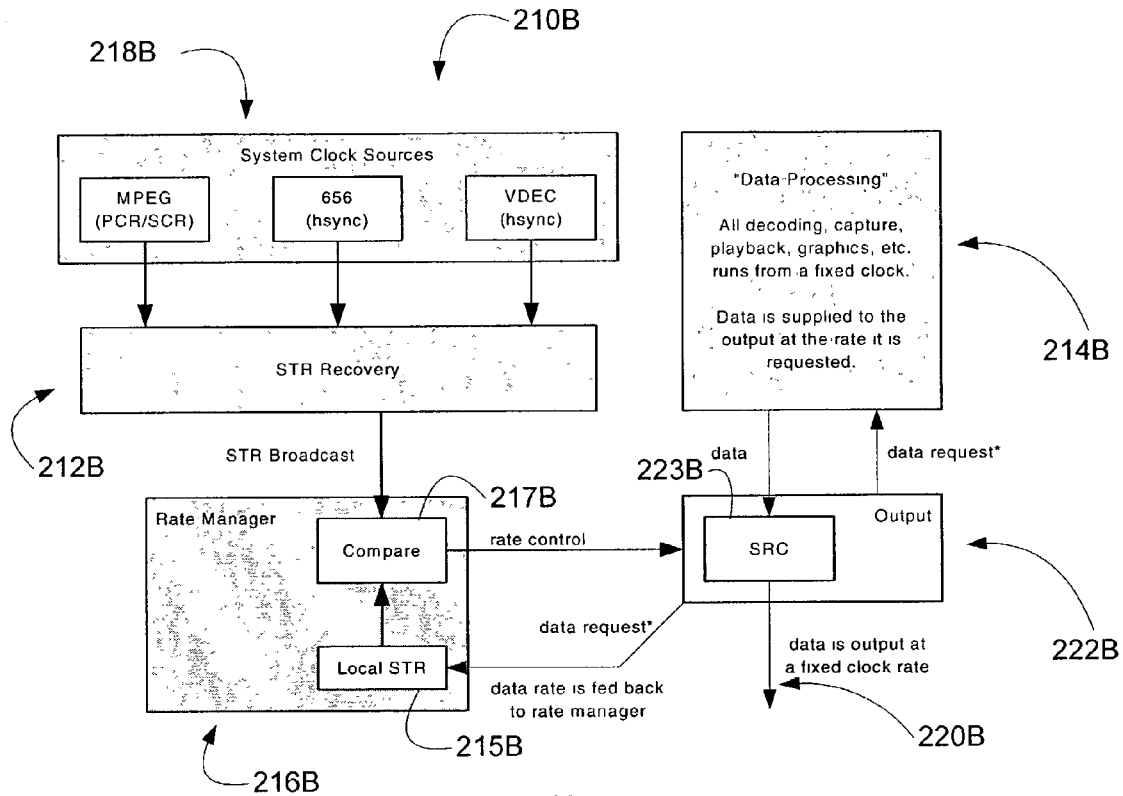 210B
218B
System Clock Sources
MPEG
(PCR/SCR)
656
(hsync)
VDEC
(hsync)
"Data Processing"
All decoding, capture,
playback, graphics, etc.
runs from a fixed clock.
Data is supplied to the
output at the rate it is
requested.
214B
STR Recovery
212B
STR Broadcast
data
data request*
223B
217B
Rate Manager
Compare
rate control
Output
SRC
222B
data request*
Local STR
data rate is fed back
to rate manager
data is output at
a fixed clock rate
215B
220B
216B